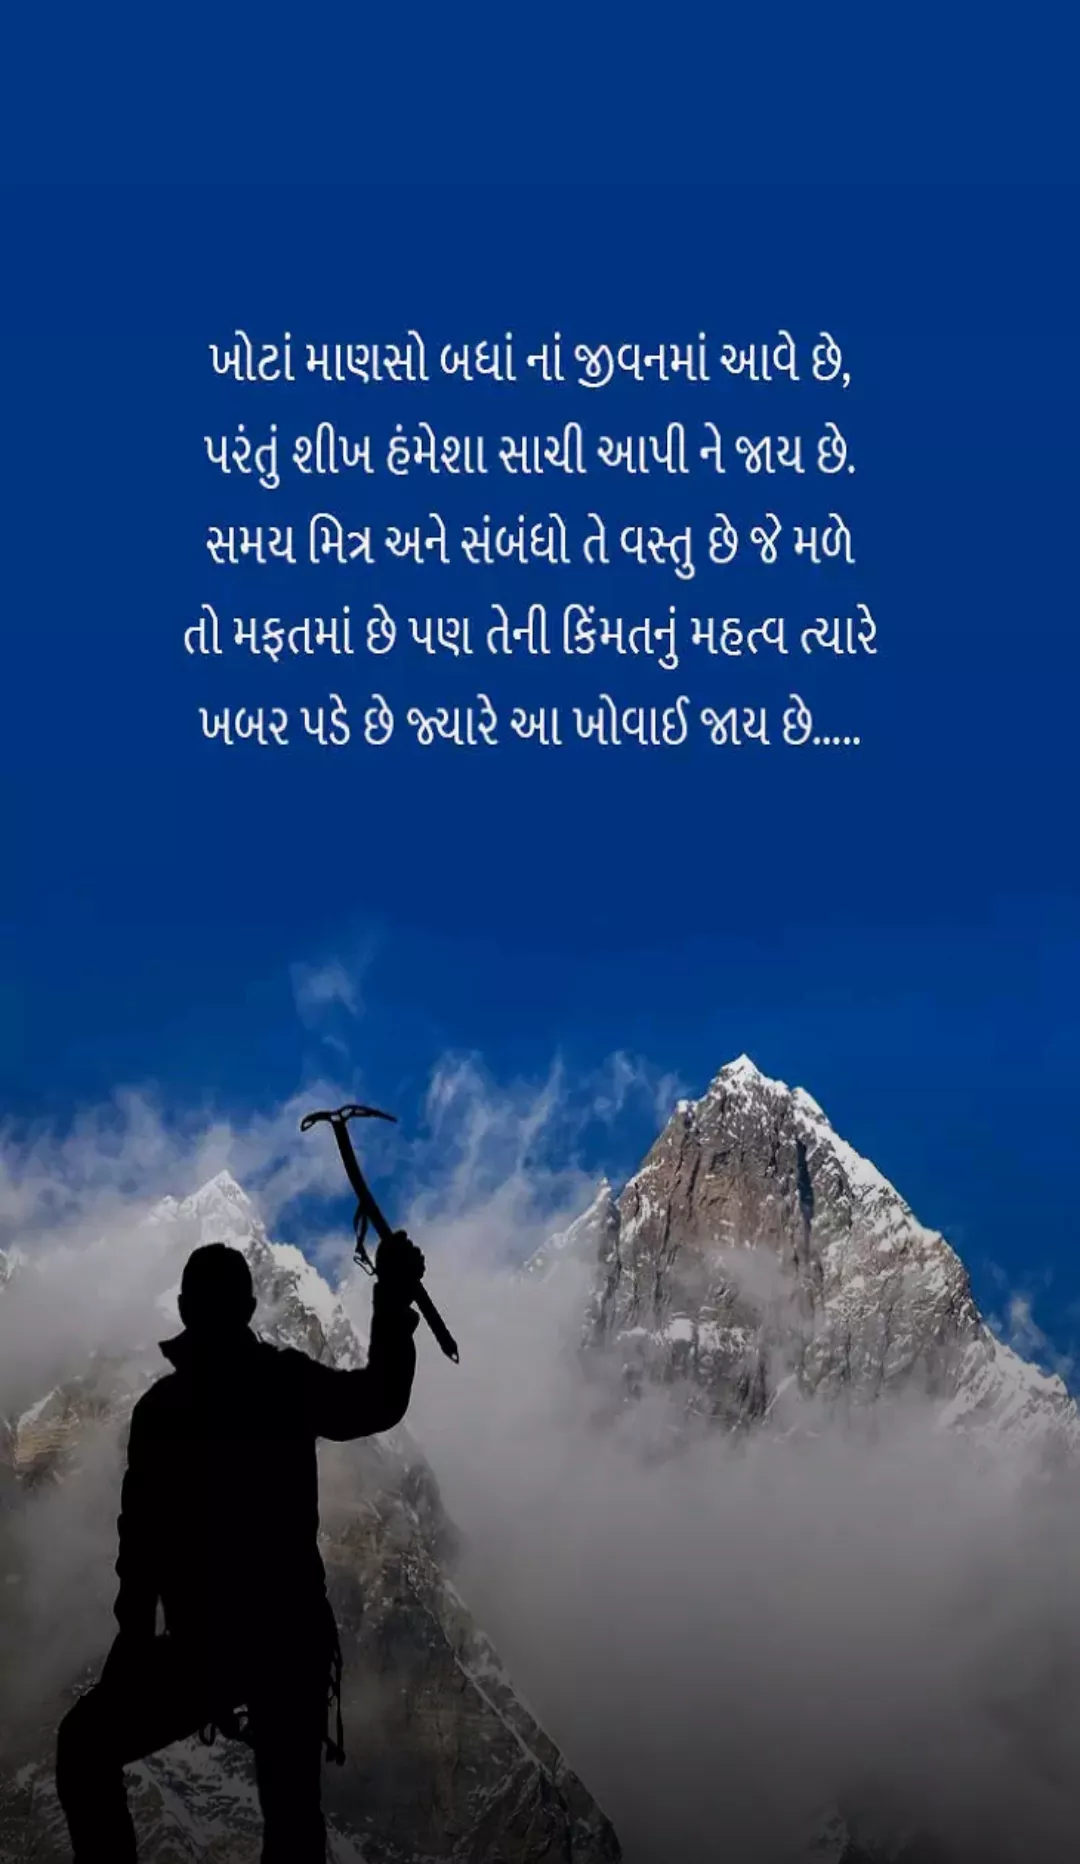 ખોટાં માણસો બધાં નાં જીવનમાં આવે છે,
પરંતું શીખ હંમેશા સાચી આપી ને જાય છે.
સમય મિત્ર અને સંબંધો તે વસ્તુ છે જે મળે
તો મફતમાં છે પણ તેની કિંમતનું મહત્વ ત્યારે
ખબર પડે છે જ્યારે આ ખોવાઈ જાય છે.....